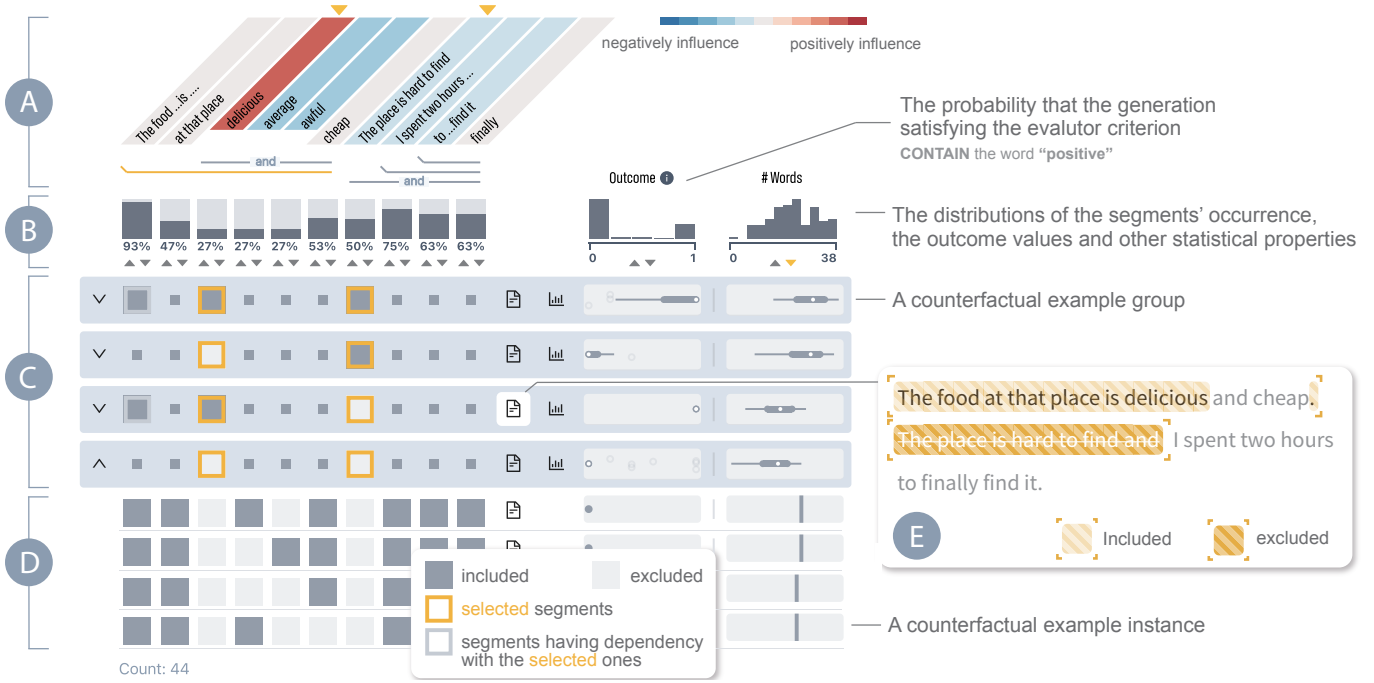 A
The food ...is ....
at that place
delicious
average
awful
cheap
The place is hard to find
I spent two hours ...
to ...find it
finally
and
and
negatively influence
positively influence
The probability that the generation
satisfying the evalutor criterion
CONTAIN the word “positive”
B
93%
47%
27%
27%
27%
53%
50%
75%
63%
63%
Outcome i
0
1
# Words
0
38
The distributions of the segments’ occurrence,
the outcome values and other statistical properties
C
A counterfactual example group
The food at that place is delicious and cheap.
The place is hard to find and I spent two hours
to finally find it.
E
Included
excluded
D
included
excluded
selected segments
segments having dependency
with the selected ones
A counterfactual example instance
Count: 44